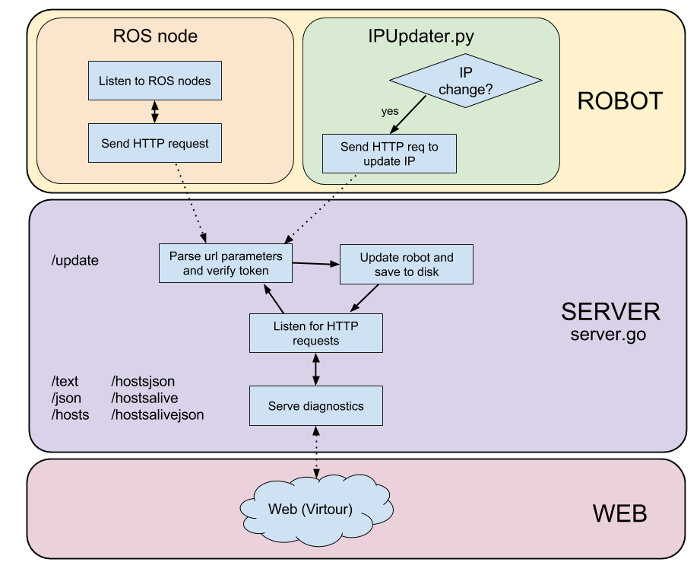 ROS node
Listen to ROS nodes
Send HTTP request
IPUpdater.py
IP
change?
yes
Send HTTP req to
update IP
ROBOT
/update
Parse url parameters
and verify token
Update robot and
save to disk
Listen for HTTP
requests
SERVER
server.go
/text /hostsjson
/json /hostsalive
/hosts /hostsalivejson
Serve diagnostics
Web (Virtour)
WEB